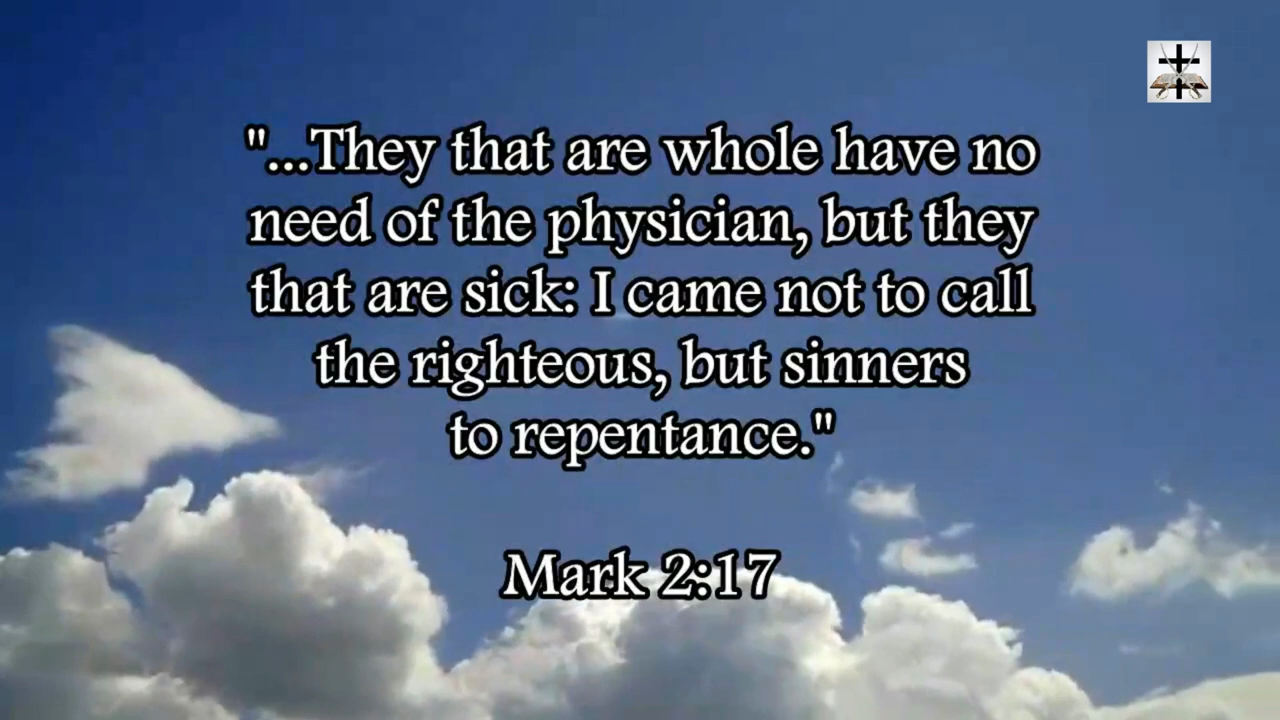 "...They that are whole have no
need of the physician, but they
that are sick: I came not to call
the righteous, but sinners
to repentance."
Mark 2:17